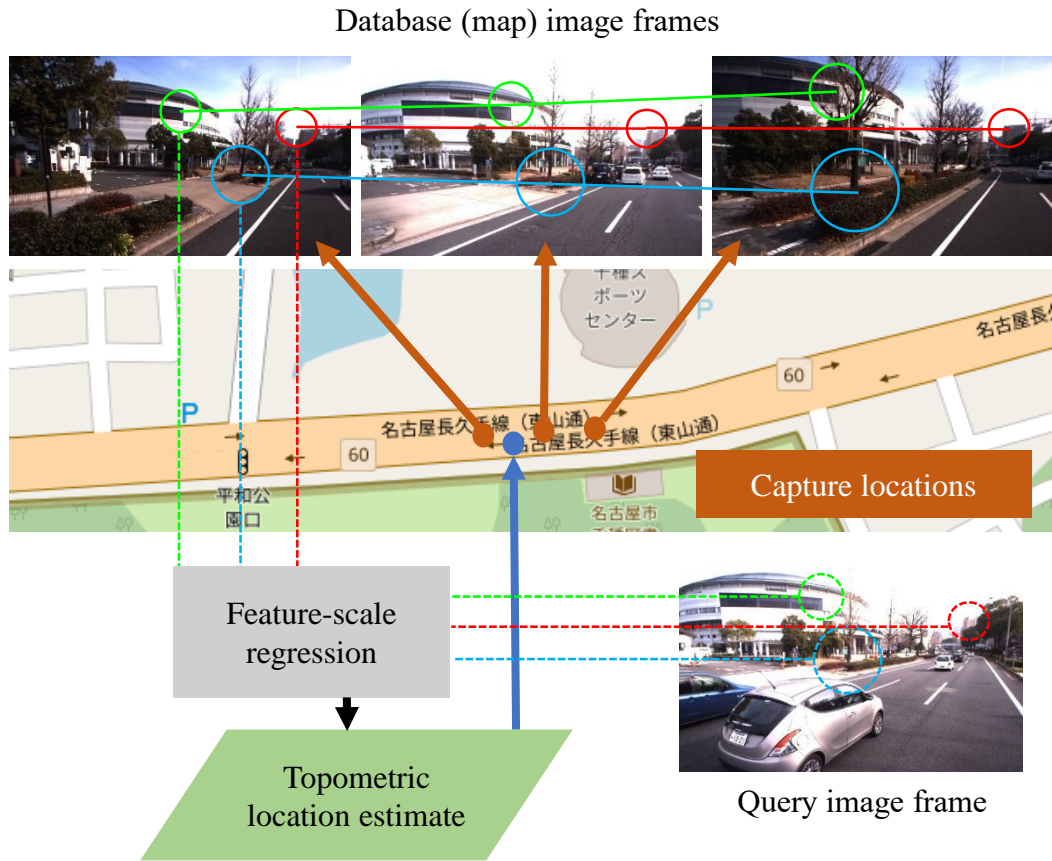 Database (map) image frames
千種ス
ポーツ
センター
P
名古屋長久
60
P
名古屋長久手線（東山通）
名古屋長久手線（東山通）
60
平和公
園口
名古屋市
Capture locations
Feature-scale
regression
Topometric
location estimate
Query image frame